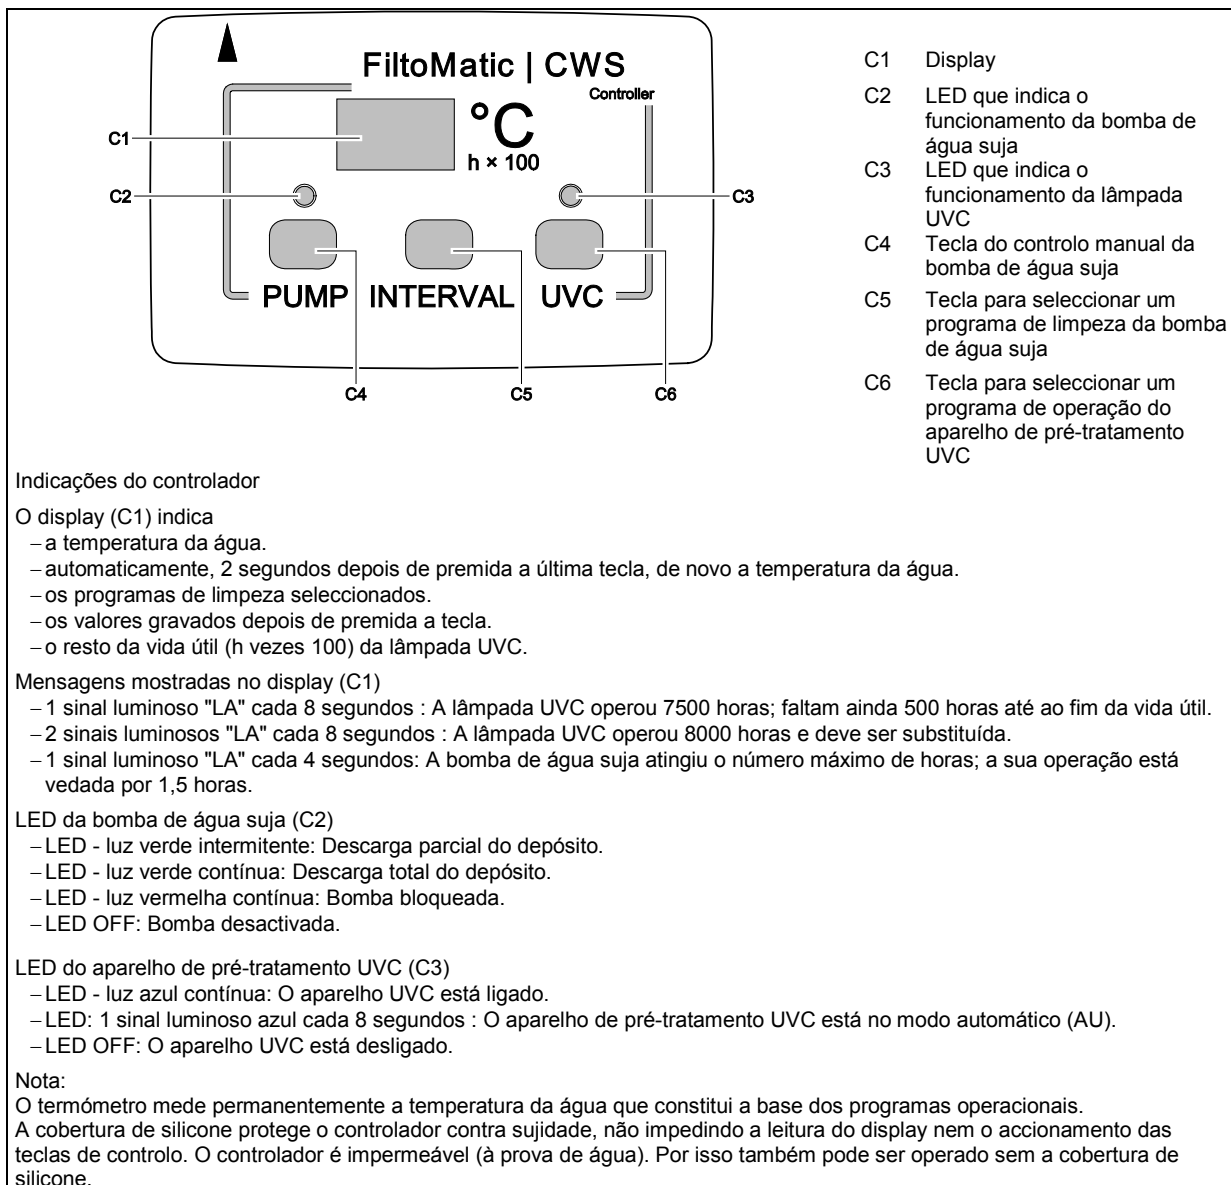 FiltoMatic | CWS
Controller
°C
h × 100
C1
C2
C3
PUMP INTERVAL UVC
C4 C5 C6
C1 Display
C2 LED que indica o
funcionamento da bomba de
água suja
C3 LED que indica o
funcionamento da lâmpada
UVC
C4 Tecla do controlo manual da
bomba de água suja
C5 Tecla para seleccionar um
programa de limpeza da bomba
de água suja
C6 Tecla para seleccionar um
programa de operação do
aparelho de pré-tratamento
UVC
Indicações do controlador
O display (C1) indica
– a temperatura da água.
– automaticamente, 2 segundos depois de premida a última tecla, de novo a temperatura da água.
– os programas de limpeza seleccionados.
– os valores gravados depois de premida a tecla.
– o resto da vida útil (h vezes 100) da lâmpada UVC.
Mensagens mostradas no display (C1)
– 1 sinal luminoso "LA" cada 8 segundos : A lâmpada UVC operou 7500 horas; faltam ainda 500 horas até ao fim da vida útil.
– 2 sinais luminosos "LA" cada 8 segundos : A lâmpada UVC operou 8000 horas e deve ser substituída.
– 1 sinal luminoso "LA" cada 4 segundos: A bomba de água suja atingiu o número máximo de horas; a sua operação está
vedada por 1,5 horas.
LED da bomba de água suja (C2)
– LED - luz verde intermitente: Descarga parcial do depósito.
– LED - luz verde contínua: Descarga total do depósito.
– LED - luz vermelha contínua: Bomba bloqueada.
– LED OFF: Bomba desactivada.
LED do aparelho de pré-tratamento UVC (C3)
– LED - luz azul contínua: O aparelho UVC está ligado.
– LED: 1 sinal luminoso azul cada 8 segundos : O aparelho de pré-tratamento UVC está no modo automático (AU).
– LED OFF: O aparelho UVC está desligado.
Nota:
O termómetro mede permanentemente a temperatura da água que constitui a base dos programas operacionais.
A cobertura de silicone protege o controlador contra sujidade, não impedindo a leitura do display nem o accionamento das
teclas de controlo. O controlador é impermeável (à prova de água). Por isso também pode ser operado sem a cobertura de
silicone.